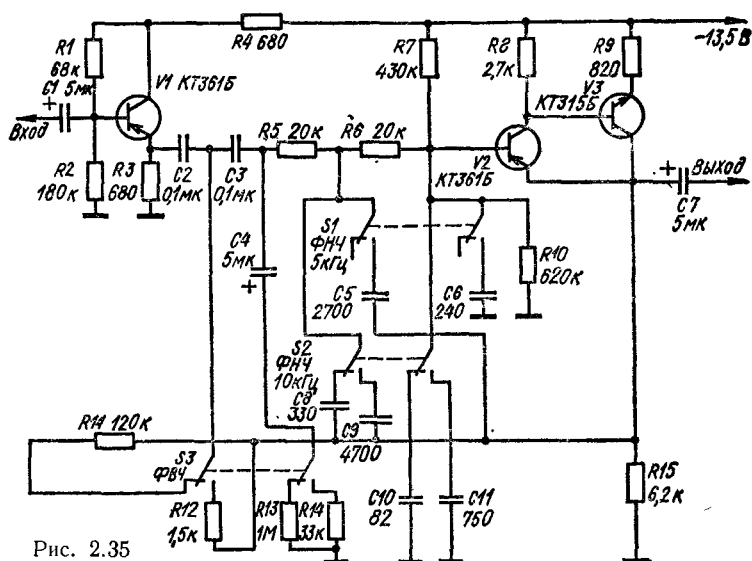 R1
68к
R4 680
R7
430к
R8
2,7к
R9
820
-13,5 В
V1 КТ361Б
V3
C1 5мк
+
КТ315Б
Вход
R5 20к
R6 20к
V2
КТ361Б
Выход
+
R2
180к
R3
680
C2
0,1мк
C3
0,1мк
C7
5мк
S1
ФНЧ
5кГц
C4
5мк
+
R10
620к
C5
2700
C6
240
S2
ФНЧ
10кГц
C8
330
R14 120к
C9
4700
S3
ФВЧ
R15
6,2к
R12
1,5к
R13
1М
R14
33к
C10
82
C11
750
Рис. 2.35